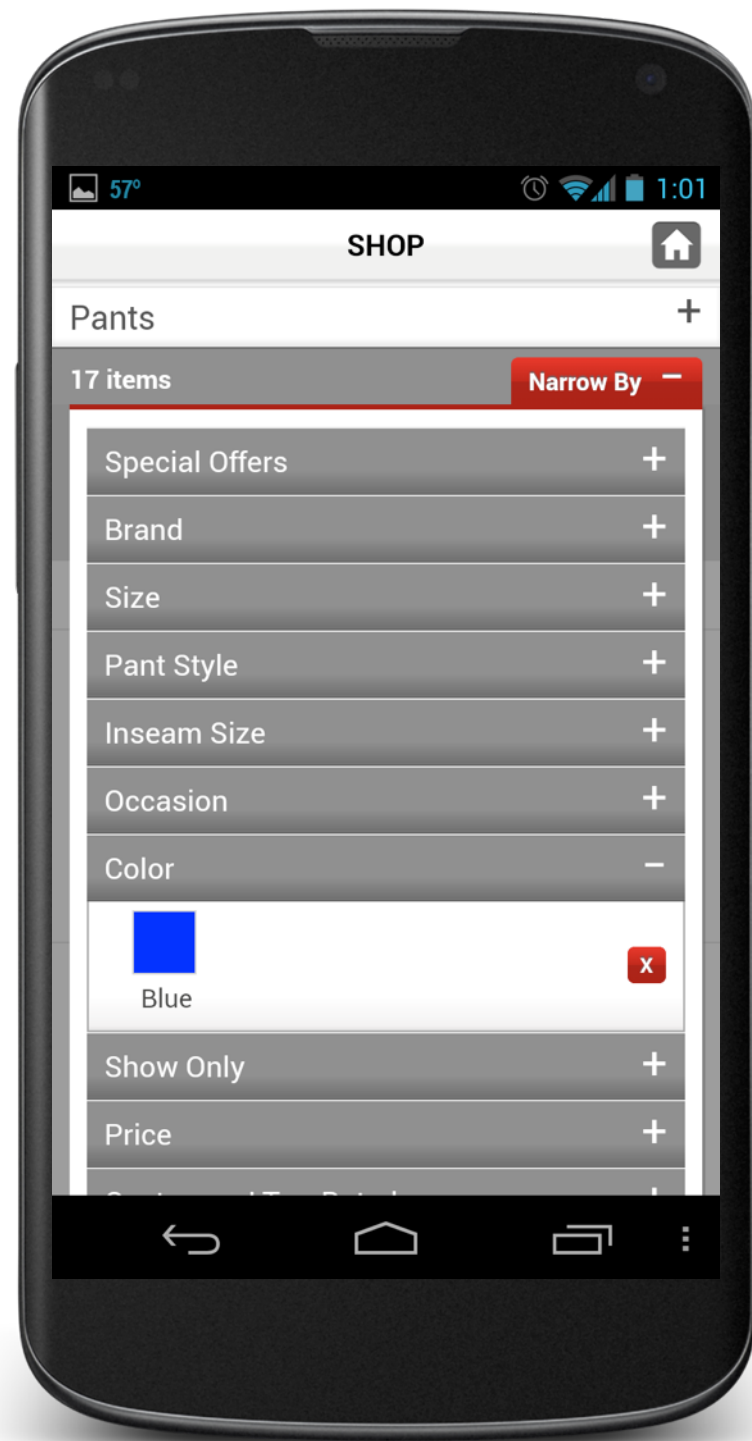 57°
1:01
SHOP
Pants +
17 items
Narrow By −
Special Offers +
Brand +
Size +
Pant Style +
Inseam Size +
Occasion +
Color −
X
Blue
Show Only +
Price +